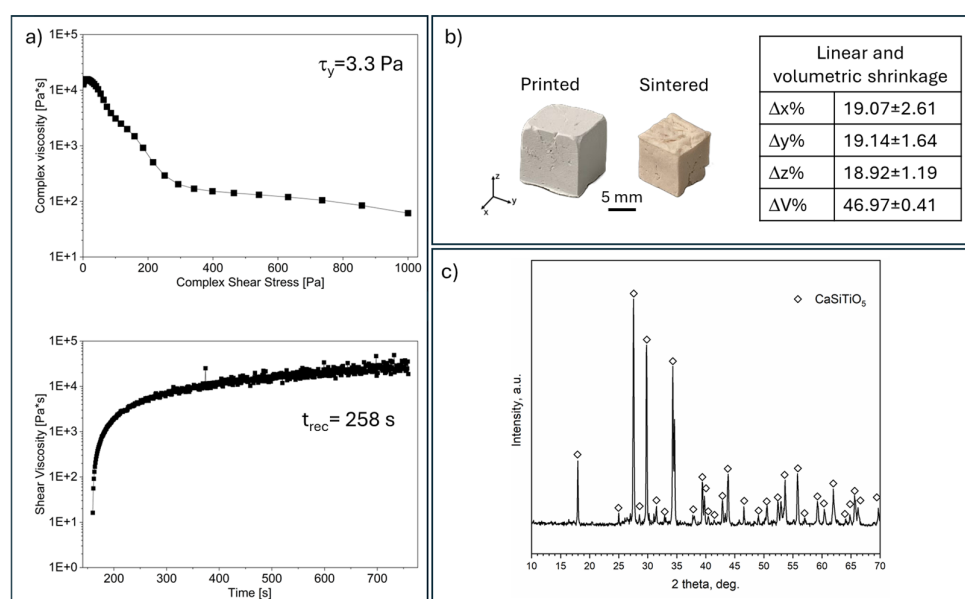 a)
1E+5
1E+4
1E+3
1E+2
1E+1
Complex viscosity [Pa*s]
τy=3.3 Pa
0
200
400
600
800
1000
Complex Shear Stress [Pa]
1E+5
1E+4
1E+3
1E+2
1E+1
1E+0
Shear Viscosity [Pa*s]
trec= 258 s
200
300
400
500
600
700
Time [s]
b)
Printed
Sintered
z
y
x
5 mm
Linear and
volumetric shrinkage
Δx% 19.07±2.61
Δy% 19.14±1.64
Δz% 18.92±1.19
ΔV% 46.97±0.41
c)
CaSiTiO5
Intensity, a.u.
10 15 20 25 30 35 40 45 50 55 60 65 70
2 theta, deg.